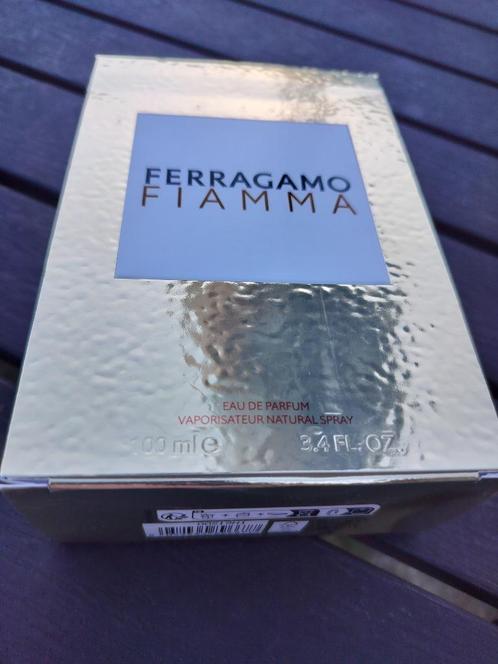 FERRAGAMO
FIAMMA
EAU DE PARFUM
VAPORISATEUR NATURAL SPRAY
100 ml e 3.4 FL. OZ.